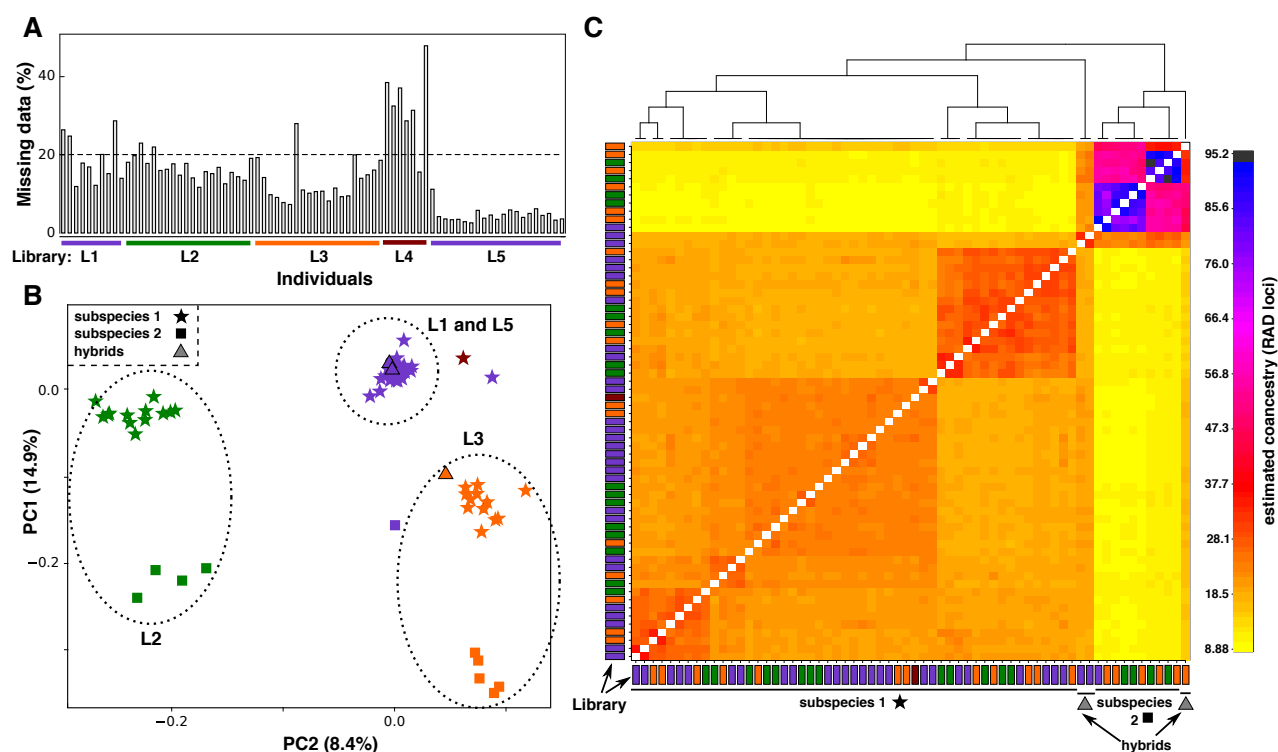 A
Missing data (%)
40
20
0
Library: L1 L2 L3 L4 L5
Individuals
B
subspecies 1
subspecies 2
hybrids
L1 and L5
L3
L2
PC1 (14.9%)
0.0
−0.2
−0.2 0.0
PC2 (8.4%)
C
95.2
85.6
76.0
66.4
56.8
47.3
37.7
28.1
18.5
8.88
estimated coancestry (RAD loci)
Library
subspecies 1
subspecies
2
hybrids